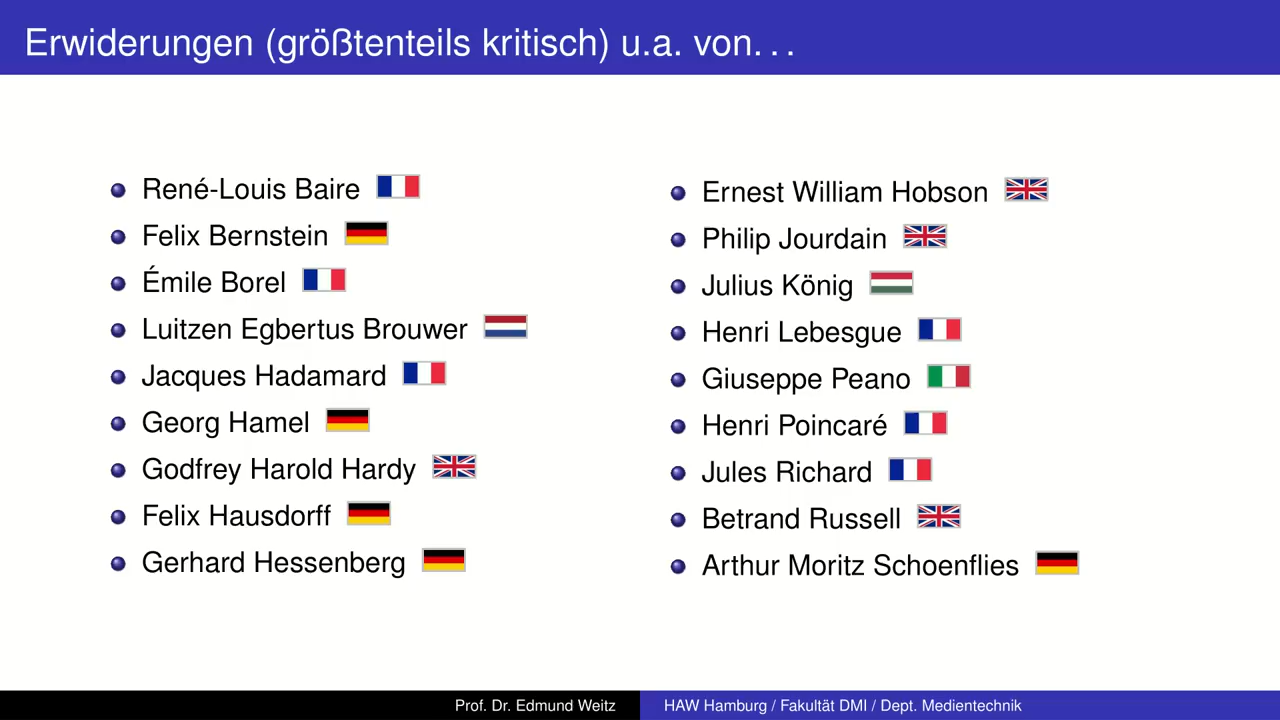 Erwiderungen (größtenteils kritisch) u.a. von. . .
René-Louis Baire
Felix Bernstein
Émile Borel
Luitzen Egbertus Brouwer
Jacques Hadamard
Georg Hamel
Godfrey Harold Hardy
Felix Hausdorff
Gerhard Hessenberg
Ernest William Hobson
Philip Jourdain
Julius König
Henri Lebesgue
Giuseppe Peano
Henri Poincaré
Jules Richard
Betrand Russell
Arthur Moritz Schoenflies
Prof. Dr. Edmund Weitz
HAW Hamburg / Fakultät DMI / Dept. Medientechnik